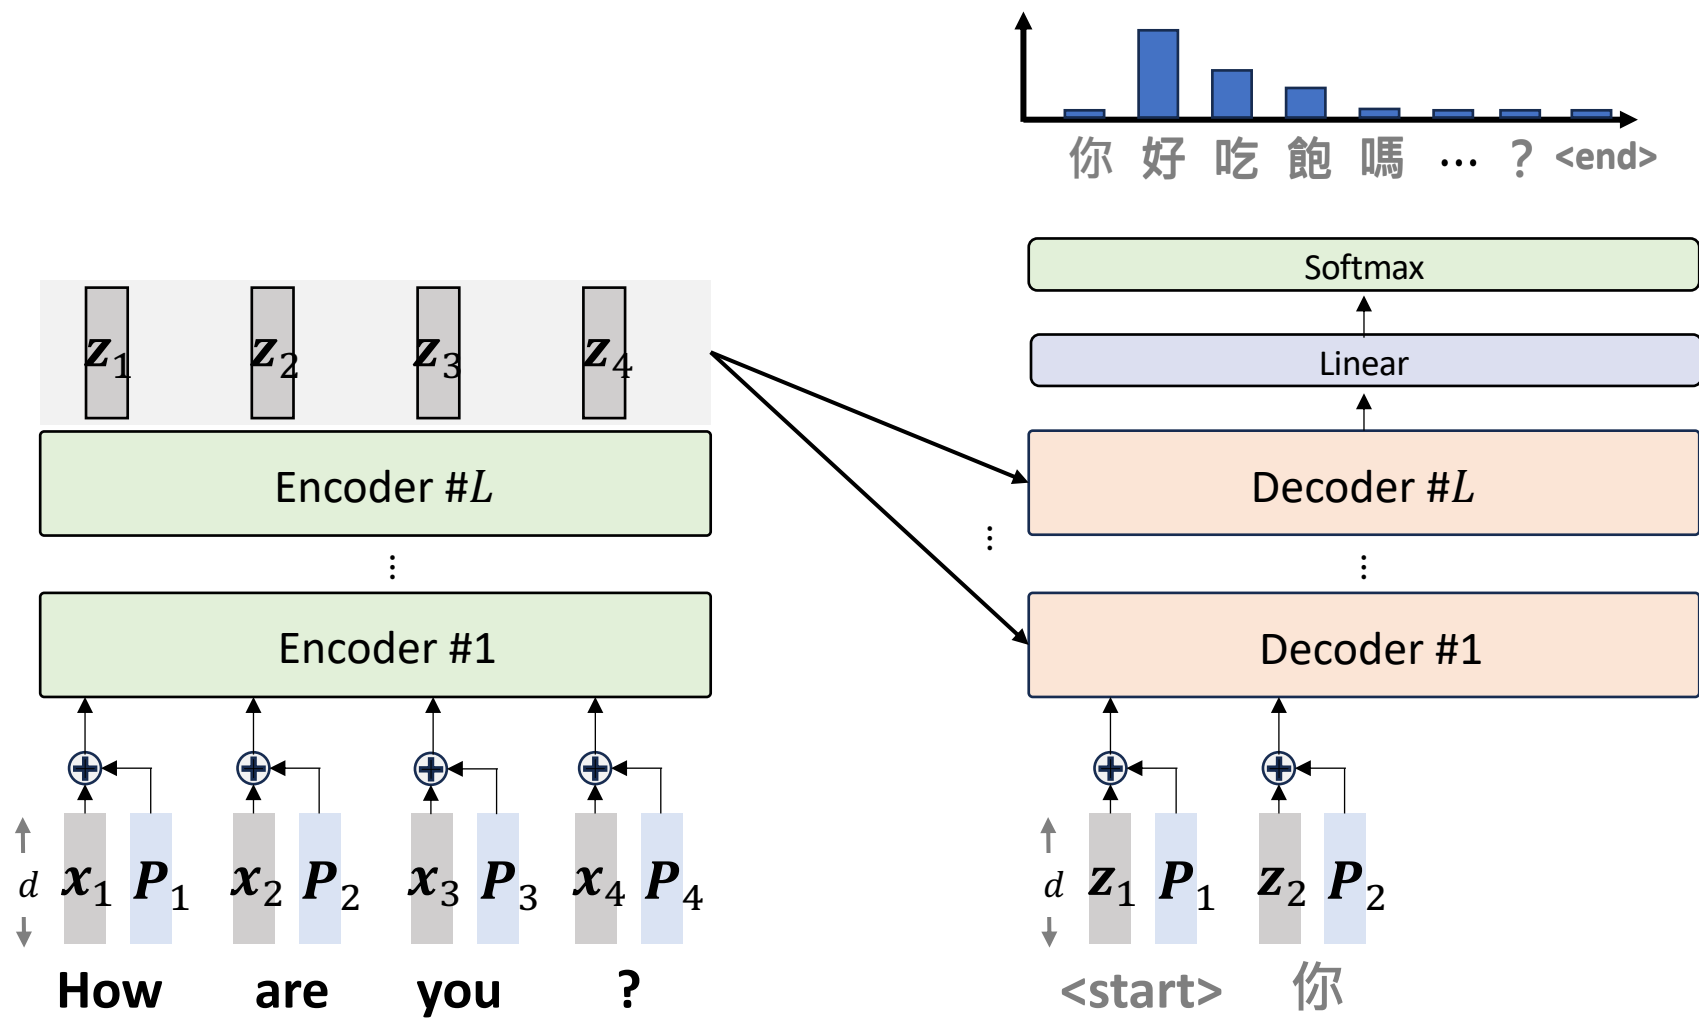 你 好 吃 飽 嗎 … ? <end>
Softmax
Linear
z₁ z₂ z₃ z₄
Encoder #L
Decoder #L
⋮
⋮
⋮
Encoder #1
Decoder #1
d x₁ P₁ x₂ P₂ x₃ P₃ x₄ P₄
d z₁ P₁ z₂ P₂
How are you ?
<start> 你